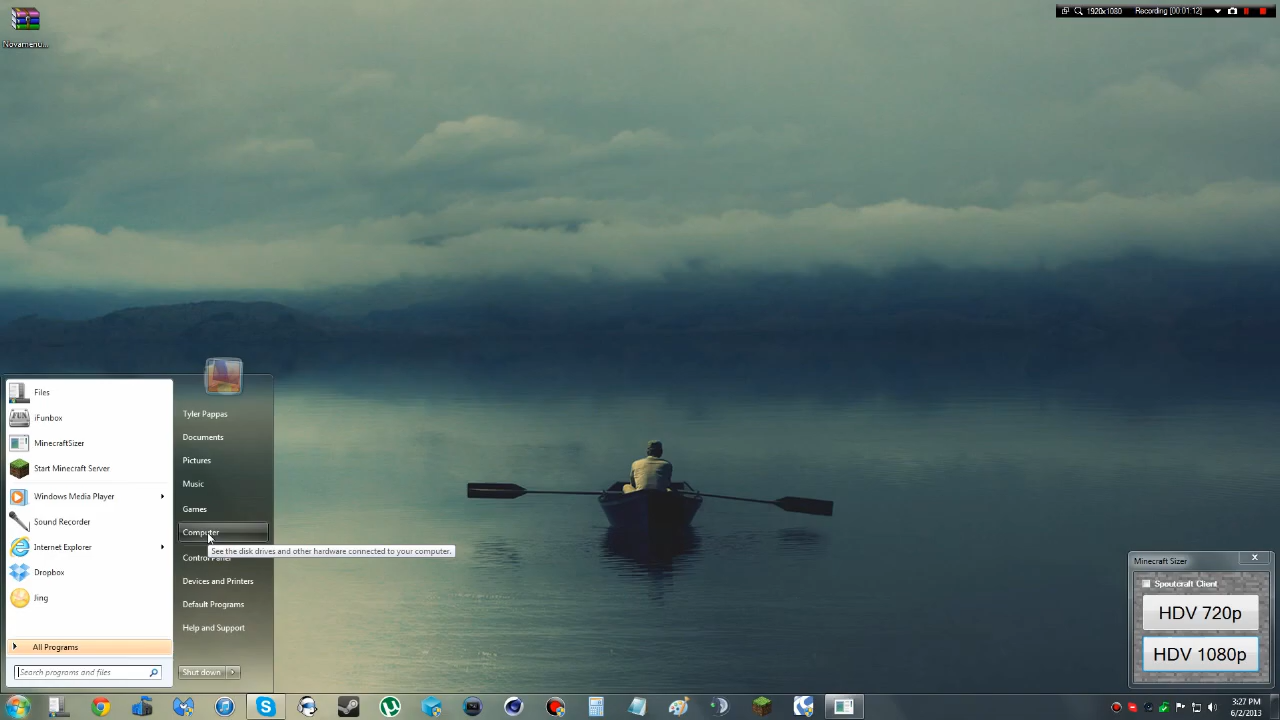 Novamenu...
1920x1080
Recording [00:01:12]
Files
iFunbox
MinecraftSizer
Start Minecraft Server
Windows Media Player
Sound Recorder
Internet Explorer
Dropbox
Jing
All Programs
Search programs and files
Tyler Pappas
Documents
Pictures
Music
Games
Computer
See the disk drives and other hardware connected to your computer.
Control Panel
Devices and Printers
Default Programs
Help and Support
Shut down
Minecraft Sizer
Spoutcraft Client
HDV 720p
HDV 1080p
3:27 PM
6/2/2013